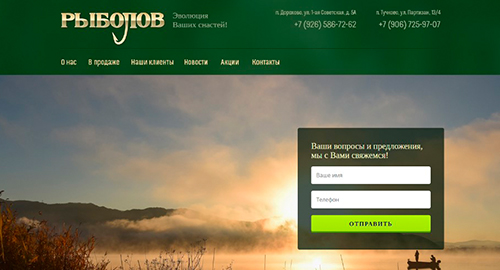 РЫБОЛОВ
Эволюция
Ваших снастей!
п. Дорохово, ул. 1-ая Советская, д. 6А
+7 (926) 586-72-62
п. Тучково, ул. Партизан, 13/4
+7 (906) 725-97-07
О нас В продаже Наши клиенты Новости Акции Контакты
Ваши вопросы и предложения,
мы с Вами свяжемся!
Ваше имя
Телефон
ОТПРАВИТЬ